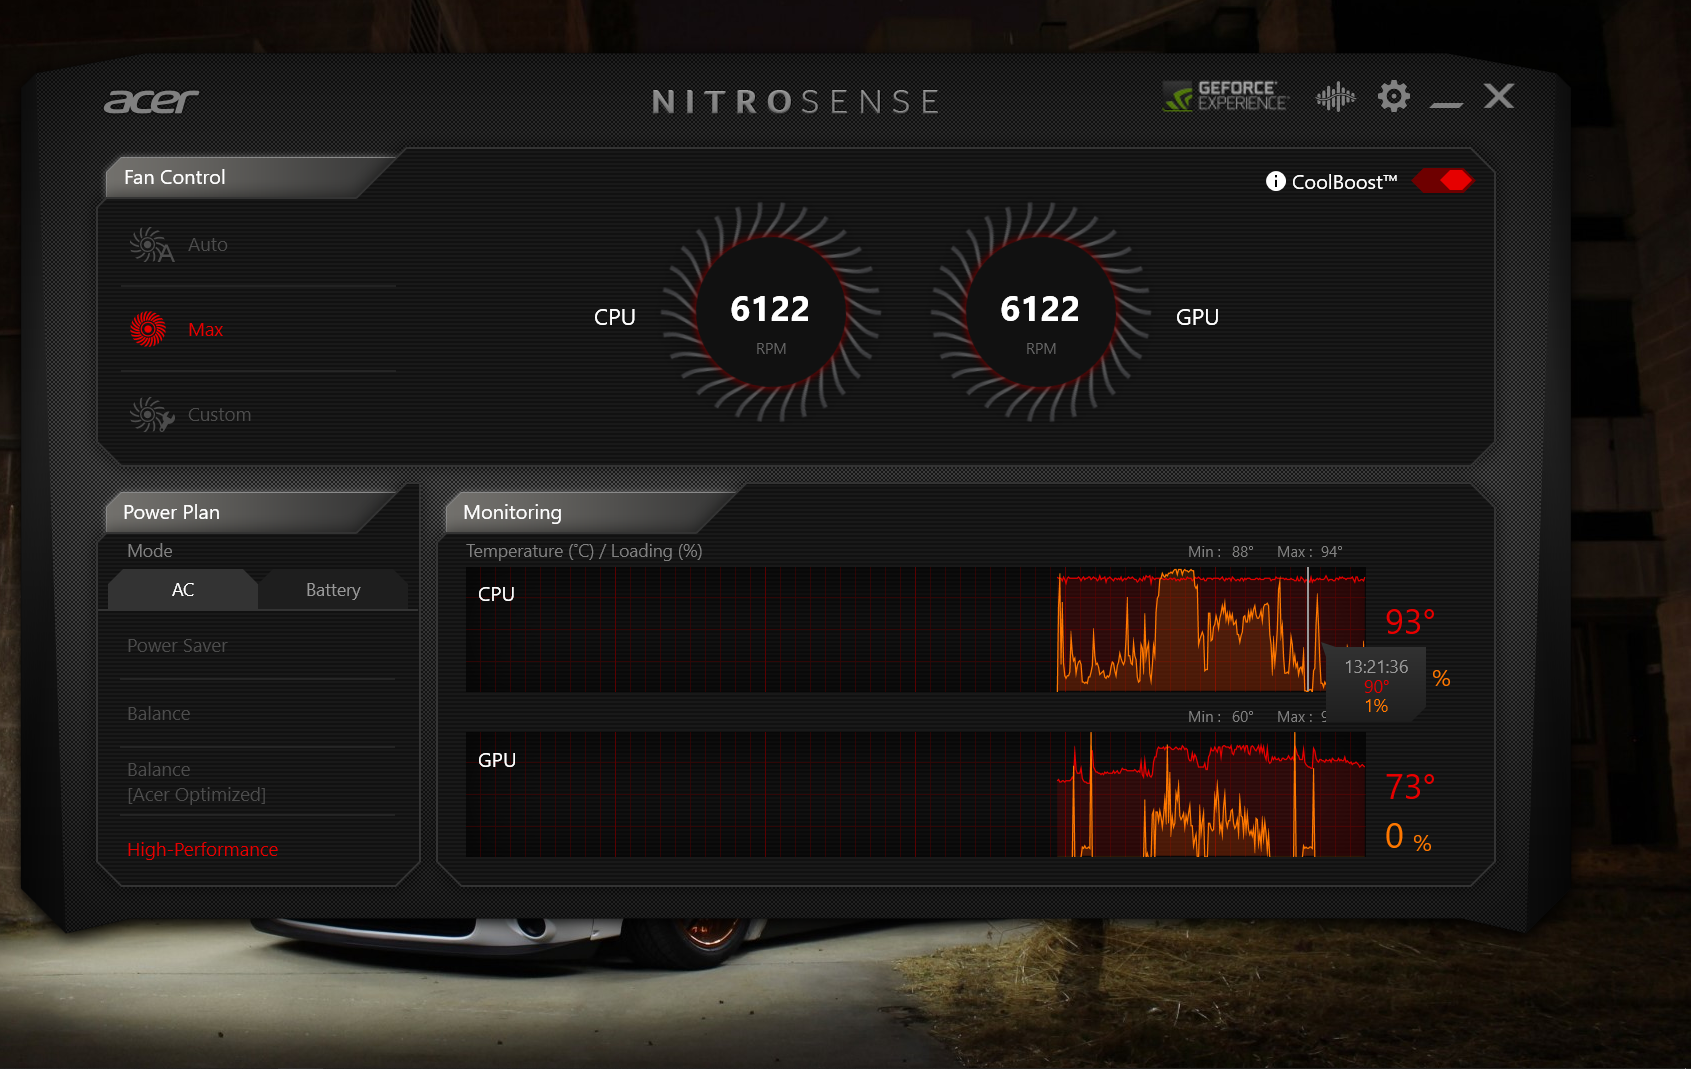 acer
NITROSENSE
GEFORCE
EXPERIENCE
Fan Control
CoolBoost™
Auto
Max
Custom
CPU
6122
RPM
6122
RPM
GPU
Power Plan
Mode
AC
Battery
Power Saver
Balance
Balance
[Acer Optimized]
High-Performance
Monitoring
Temperature (°C) / Loading (%)
Min : 88° Max : 94°
CPU
93°
%
13:21:36
90°
1%
Min : 60° Max :
GPU
73°
0 %